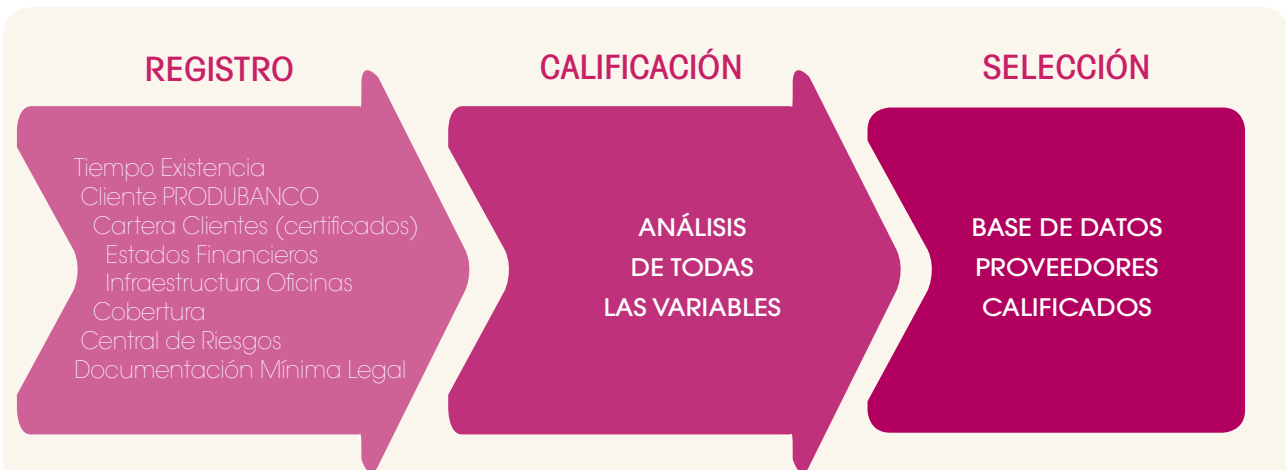 REGISTRO
Tiempo Existencia
Cliente PRODUBANCO
Cartera Clientes (certificados)
Estados Financieros
Infraestructura Oficinas
Cobertura
Central de Riesgos
Documentación Mínima Legal
CALIFICACIÓN
ANÁLISIS
DE TODAS
LAS VARIABLES
SELECCIÓN
BASE DE DATOS
PROVEEDORES
CALIFICADOS